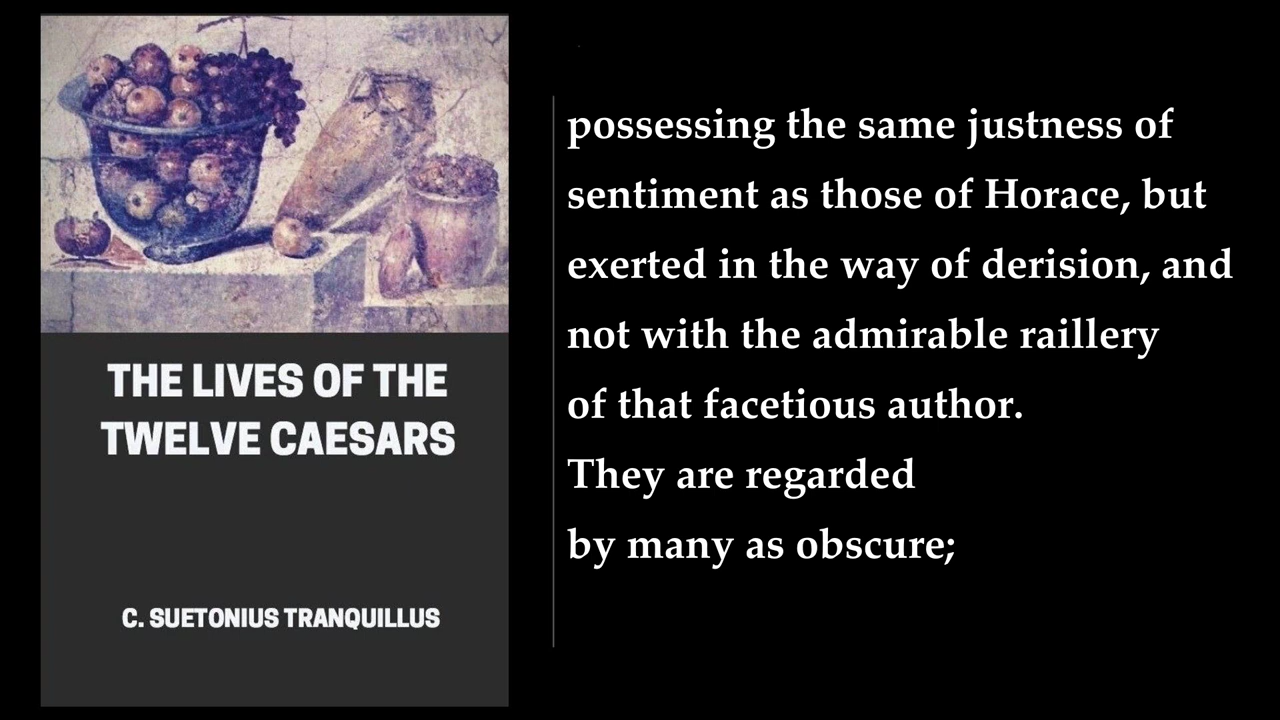 THE LIVES OF THE
TWELVE CAESARS
C. SUETONIUS TRANQUILLUS
possessing the same justness of
sentiment as those of Horace, but
exerted in the way of derision, and
not with the admirable raillery
of that facetious author.
They are regarded
by many as obscure;